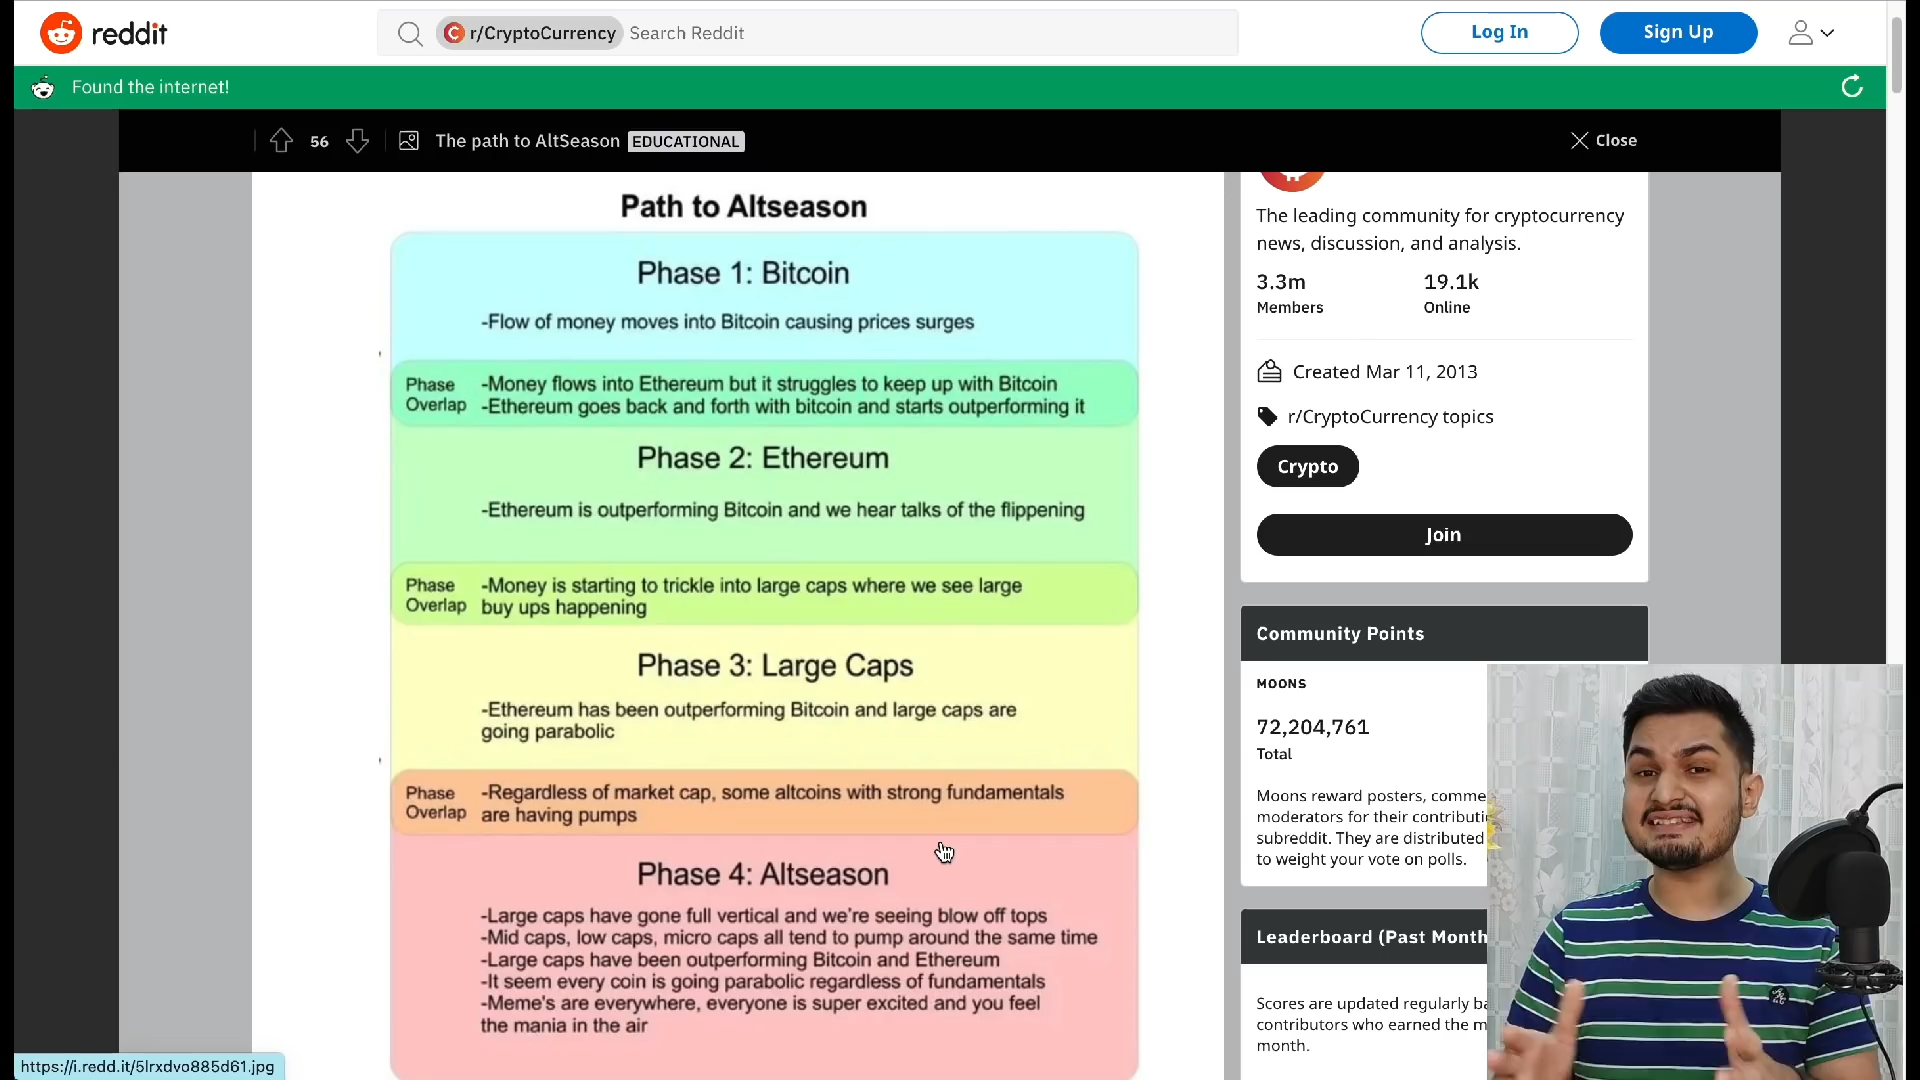 reddit
r/CryptoCurrency Search Reddit
Log In
Sign Up
Found the internet!
56
The path to AltSeason EDUCATIONAL
Close
Path to Altseason
Phase 1: Bitcoin
-Flow of money moves into Bitcoin causing prices surges
Phase Overlap
-Money flows into Ethereum but it struggles to keep up with Bitcoin
-Ethereum goes back and forth with bitcoin and starts outperforming it
Phase 2: Ethereum
-Ethereum is outperforming Bitcoin and we hear talks of the flippening
Phase Overlap
-Money is starting to trickle into large caps where we see large
buy ups happening
Phase 3: Large Caps
-Ethereum has been outperforming Bitcoin and large caps are
going parabolic
Phase Overlap
-Regardless of market cap, some altcoins with strong fundamentals
are having pumps
Phase 4: Altseason
-Large caps have gone full vertical and we're seeing blow off tops
-Mid caps, low caps, micro caps all tend to pump around the same time
-Large caps have been outperforming Bitcoin and Ethereum
-It seem every coin is going parabolic regardless of fundamentals
-Meme's are everywhere, everyone is super excited and you feel
the mania in the air
The leading community for cryptocurrency
news, discussion, and analysis.
3.3m 19.1k
Members Online
Created Mar 11, 2013
r/CryptoCurrency topics
Crypto
Join
Community Points
MOONS
72,204,761
Total
Moons reward posters, comme
moderators for their contributi
subreddit. They are distributed
to weight your vote on polls.
Leaderboard (Past Month
Scores are updated regularly ba
contributors who earned the m
month.
https://i.redd.it/5lrxdvo885d61.jpg